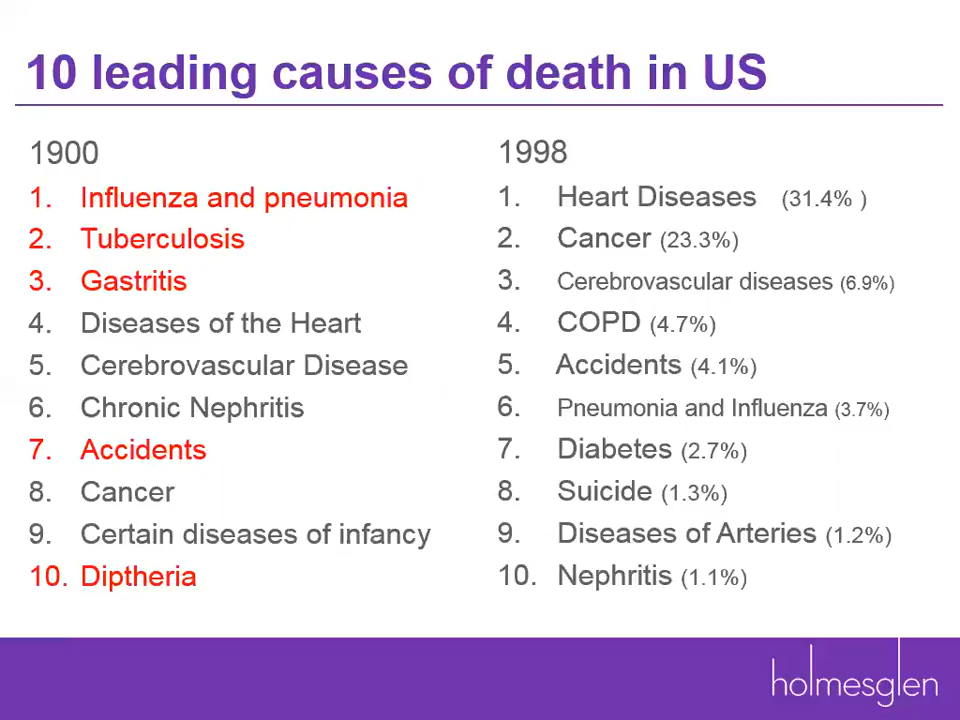 10 leading causes of death in US
1900
1. Influenza and pneumonia
2. Tuberculosis
3. Gastritis
4. Diseases of the Heart
5. Cerebrovascular Disease
6. Chronic Nephritis
7. Accidents
8. Cancer
9. Certain diseases of infancy
10. Diptheria
1998
1. Heart Diseases (31.4% )
2. Cancer (23.3%)
3. Cerebrovascular diseases (6.9%)
4. COPD (4.7%)
5. Accidents (4.1%)
6. Pneumonia and Influenza (3.7%)
7. Diabetes (2.7%)
8. Suicide (1.3%)
9. Diseases of Arteries (1.2%)
10. Nephritis (1.1%)
holmesglen